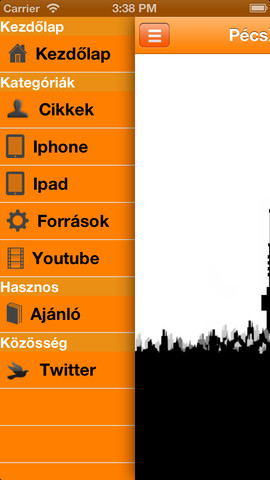 Carrier 3:38 PM
Kezdőlap
Kezdőlap
Kategóriák
Cikkek
Iphone
Ipad
Források
Youtube
Hasznos
Ajánló
Közösség
Twitter
Pécs